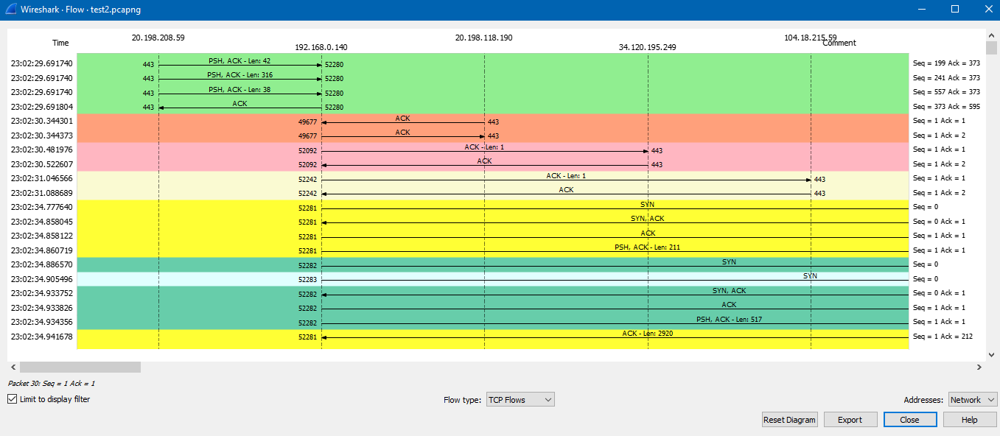 Wireshark · Flow · test2.pcapng
20.198.208.59 20.198.118.190 104.18.215.59
Time 192.168.0.140 34.120.195.249 Comment
23:02:29.691740 443 PSH, ACK - Len: 42 52280 Seq = 199 Ack = 373
23:02:29.691740 443 PSH, ACK - Len: 316 52280 Seq = 241 Ack = 373
23:02:29.691740 443 PSH, ACK - Len: 38 52280 Seq = 557 Ack = 373
23:02:29.691804 443 ACK 52280 Seq = 373 Ack = 595
23:02:30.344301 49677 ACK 443 Seq = 1 Ack = 1
23:02:30.344373 49677 ACK 443 Seq = 1 Ack = 2
23:02:30.481976 52092 ACK - Len: 1 443 Seq = 1 Ack = 1
23:02:30.522607 52092 ACK 443 Seq = 1 Ack = 2
23:02:31.046566 52242 ACK - Len: 1 443 Seq = 1 Ack = 1
23:02:31.088689 52242 ACK 443 Seq = 1 Ack = 2
23:02:34.777640 52281 SYN Seq = 0
23:02:34.858045 52281 SYN, ACK Seq = 0 Ack = 1
23:02:34.858122 52281 ACK Seq = 1 Ack = 1
23:02:34.860719 52281 PSH, ACK - Len: 211 Seq = 1 Ack = 1
23:02:34.886570 52282 SYN Seq = 0
23:02:34.905496 52283 SYN Seq = 0
23:02:34.933752 52282 SYN, ACK Seq = 0 Ack = 1
23:02:34.933826 52282 ACK Seq = 1 Ack = 1
23:02:34.934356 52282 PSH, ACK - Len: 517 Seq = 1 Ack = 1
23:02:34.941678 52281 ACK - Len: 2920 Seq = 1 Ack = 212
Packet 30: Seq = 1 Ack = 1
Limit to display filter Flow type: TCP Flows Addresses: Network
Reset Diagram Export Close Help